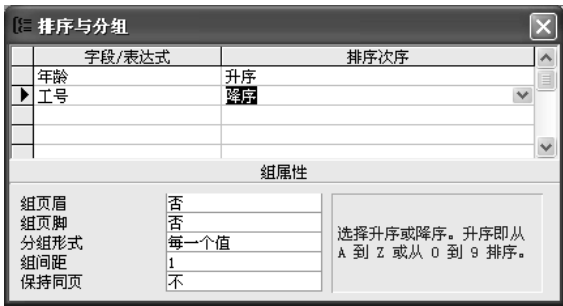 排序与分组
字段/表达式 排序次序
年龄 升序
工号 降序
组属性
组页眉 否
组页脚 否
分组形式 每一个值
组间距 1
保持同页 不
选择升序或降序。升序即从
A 到 Z 或从 0 到 9 排序。